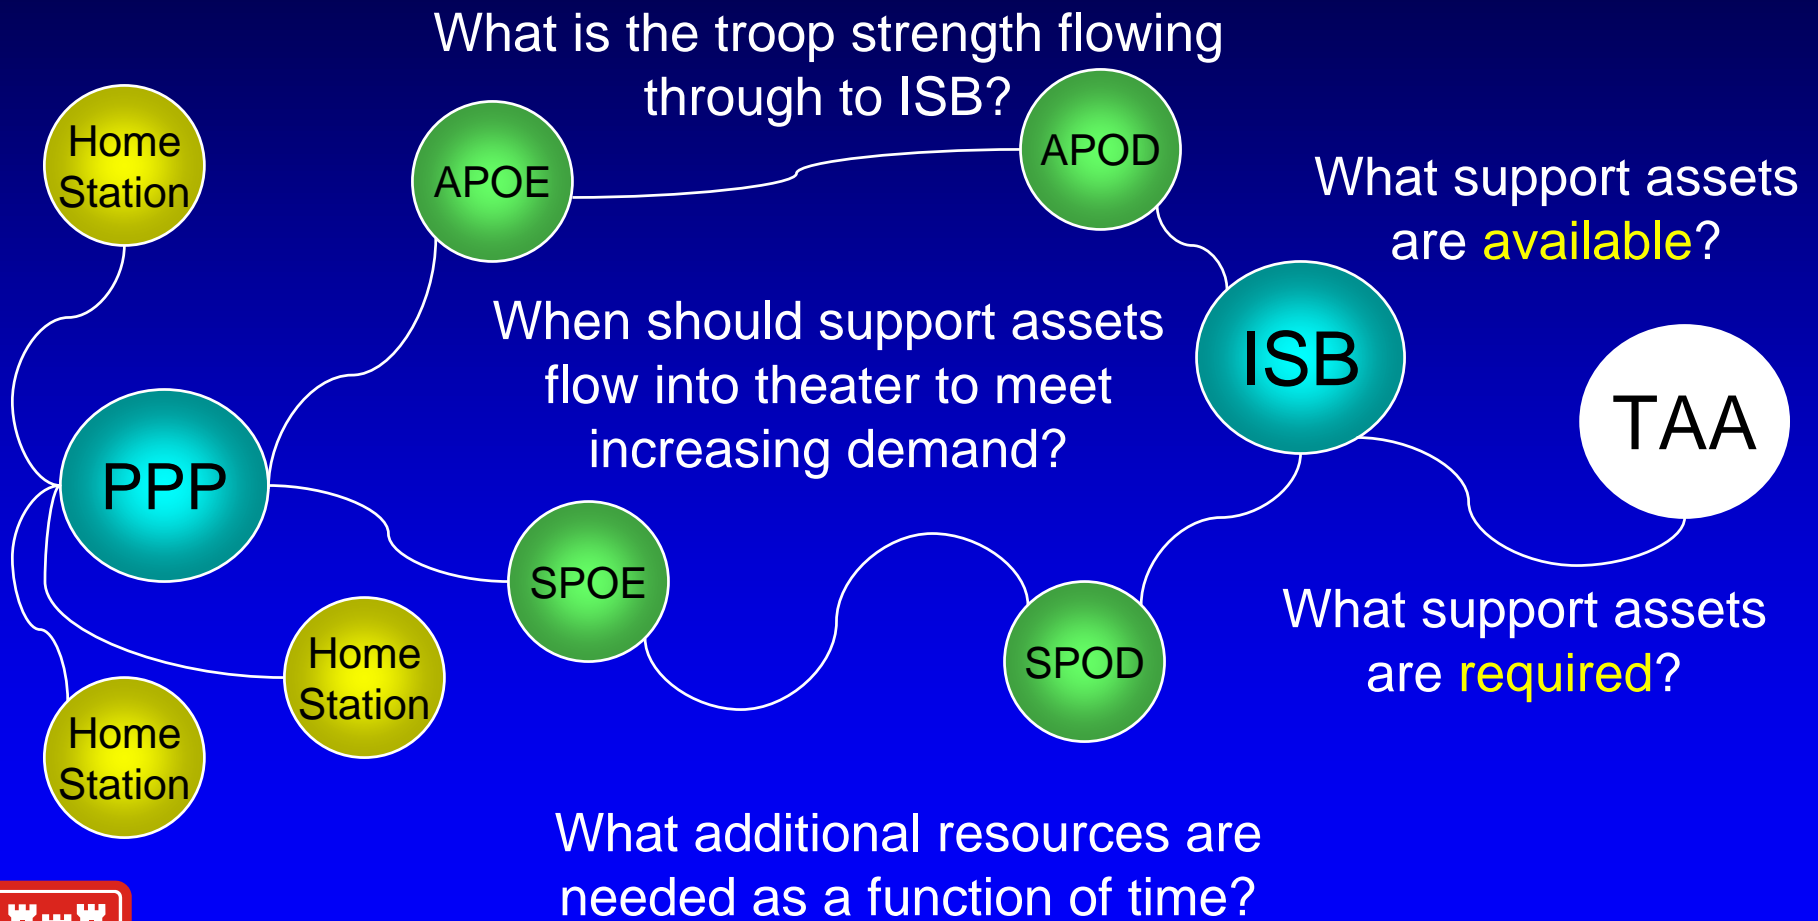 What is the troop strength flowing
through to ISB?
Home
Station
APOE
APOD
What support assets
are available?
When should support assets
flow into theater to meet
increasing demand?
ISB
TAA
PPP
SPOE
SPOD
What support assets
are required?
Home
Station
Home
Station
What additional resources are
needed as a function of time?